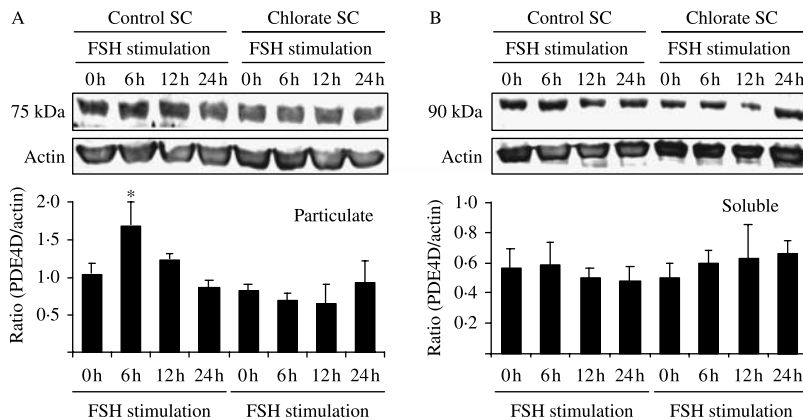 A
Control SC Chlorate SC
FSH stimulation FSH stimulation
0h 6h 12h 24h 0h 6h 12h 24h
75 kDa
Actin
Ratio (PDE4D/actin)
2·0
1·5
1·0
0·5
*
Particulate
0h 6h 12h 24h 0h 6h 12h 24h
FSH stimulation FSH stimulation
B
Control SC Chlorate SC
FSH stimulation FSH stimulation
0h 6h 12h 24h 0h 6h 12h 24h
90 kDa
Actin
Ratio (PDE4D/actin)
1·0
0·8
0·6
0·4
0·2
Soluble
0h 6h 12h 24h 0h 6h 12h 24h
FSH stimulation FSH stimulation